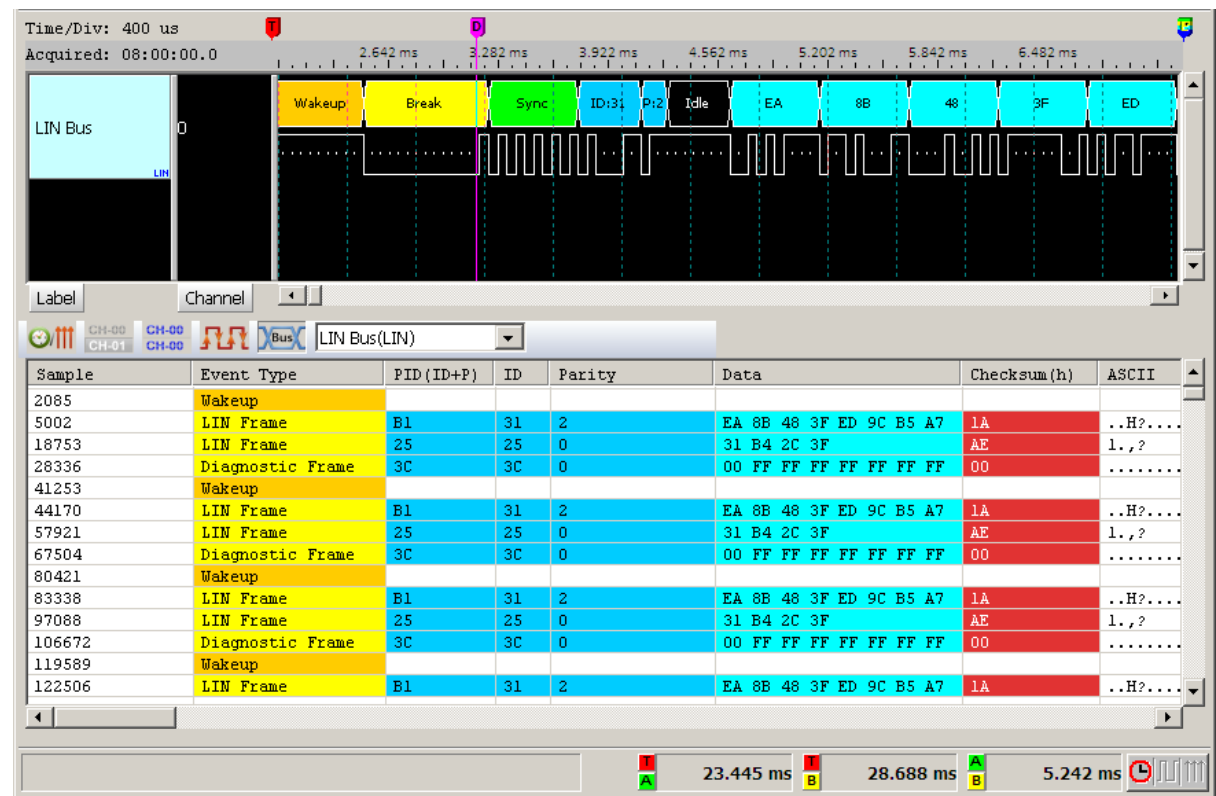 Time/Div: 400 us T D
Acquired: 08:00:00.0 2.642 ms 3.282 ms 3.922 ms 4.562 ms 5.202 ms 5.842 ms 6.482 ms
Wakeup Break Sync ID:31 P:2 Idle EA 8B 48 3F ED
LIN Bus 0
LIN
Label Channel
CH-00 CH-00 Bus LIN Bus(LIN)
CH-01 CH-00
Sample Event Type PID(ID+P) ID Parity Data Checksum(h) ASCII
2085 Wakeup
5002 LIN Frame B1 31 2 EA 8B 48 3F ED 9C B5 A7 1A ..H?....
18753 LIN Frame 25 25 0 31 B4 2C 3F AE 1.,?
28336 Diagnostic Frame 3C 3C 0 00 FF FF FF FF FF FF FF 00 ........
41253 Wakeup
44170 LIN Frame B1 31 2 EA 8B 48 3F ED 9C B5 A7 1A ..H?....
57921 LIN Frame 25 25 0 31 B4 2C 3F AE 1.,?
67504 Diagnostic Frame 3C 3C 0 00 FF FF FF FF FF FF FF 00 ........
80421 Wakeup
83338 LIN Frame B1 31 2 EA 8B 48 3F ED 9C B5 A7 1A ..H?....
97088 LIN Frame 25 25 0 31 B4 2C 3F AE 1.,?
106672 Diagnostic Frame 3C 3C 0 00 FF FF FF FF FF FF FF 00 ........
119589 Wakeup
122506 LIN Frame B1 31 2 EA 8B 48 3F ED 9C B5 A7 1A ..H?....
T A 23.445 ms T B 28.688 ms A B 5.242 ms